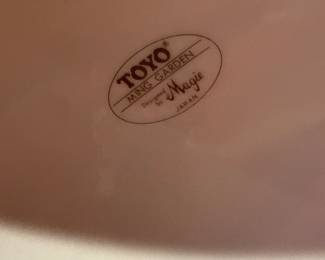 TOYO®
MING GARDEN
Designed
by Magie
JAPAN